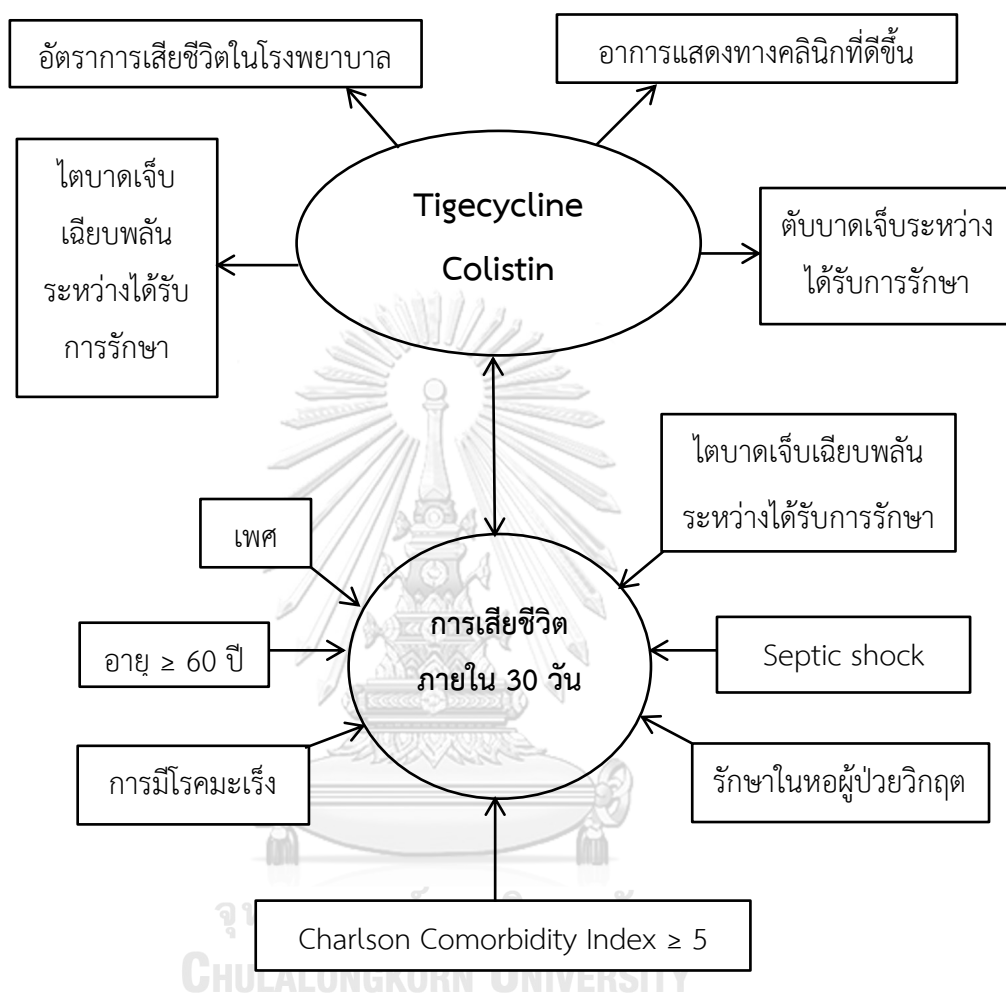 อัตราการเสียชีวิตในโรงพยาบาล
อาการแสดงทางคลินิกที่ดีขึ้น
ไตบาดเจ็บ
เฉียบพลัน
ระหว่างได้รับ
การรักษา
Tigecycline
Colistin
ตับบาดเจ็บระหว่าง
ได้รับการรักษา
ไตบาดเจ็บเฉียบพลัน
ระหว่างได้รับการรักษา
เพศ
การเสียชีวิต
ภายใน 30 วัน
อายุ ≥ 60 ปี
Septic shock
การมีโรคมะเร็ง
รักษาในหอผู้ป่วยวิกฤต
Charlson Comorbidity Index ≥ 5
CHULALONGKORN UNIVERSITY